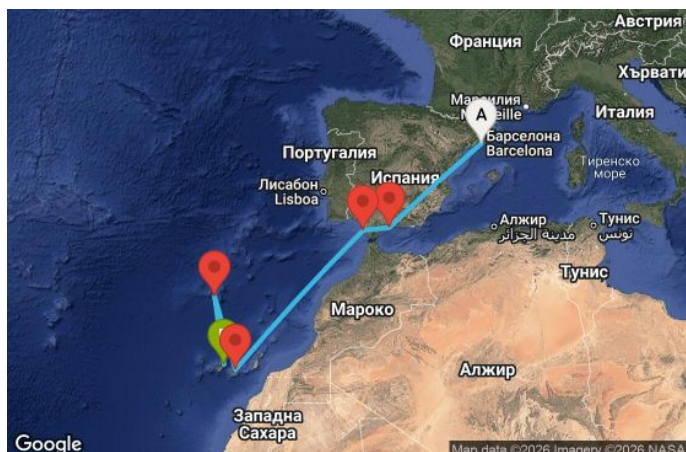 Австрия
Франция
Хърватия
Марсилия
A
Италия
Барселона
Barcelona
Португалия
Тиренско
море
Испания
Лисабон
Lisboa
Алжир
مدينة الجزائر
Тунис
تونس
Тунис
Мароко
Алжир
Западна
Сахара
Google
Map data ©2026 Imagery ©2026 NASA